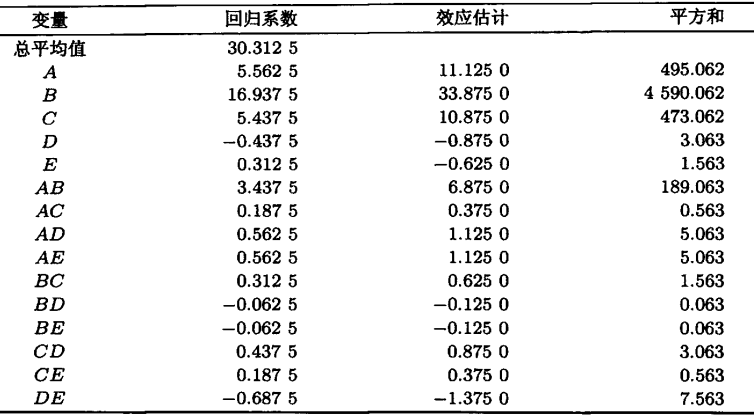 变量 回归系数 效应估计 平方和
总平均值 30.312 5
A 5.562 5 11.125 0 495.062
B 16.937 5 33.875 0 4 590.062
C 5.437 5 10.875 0 473.062
D −0.437 5 −0.875 0 3.063
E 0.312 5 −0.625 0 1.563
AB 3.437 5 6.875 0 189.063
AC 0.187 5 0.375 0 0.563
AD 0.562 5 1.125 0 5.063
AE 0.562 5 1.125 0 5.063
BC 0.312 5 0.625 0 1.563
BD −0.062 5 −0.125 0 0.063
BE −0.062 5 −0.125 0 0.063
CD 0.437 5 0.875 0 3.063
CE 0.187 5 0.375 0 0.563
DE −0.687 5 −1.375 0 7.563